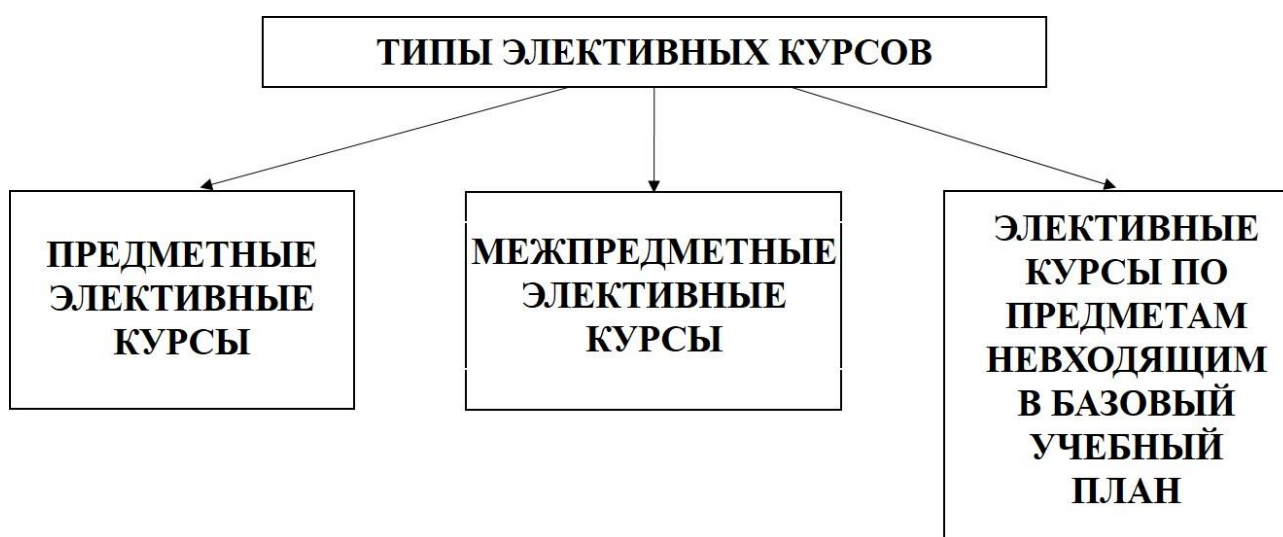 ТИПЫ ЭЛЕКТИВНЫХ КУРСОВ
ПРЕДМЕТНЫЕ
ЭЛЕКТИВНЫЕ
КУРСЫ
МЕЖПРЕДМЕТНЫЕ
ЭЛЕКТИВНЫЕ
КУРСЫ
ЭЛЕКТИВНЫЕ
КУРСЫ ПО
ПРЕДМЕТАМ
НЕВХОДЯЩИМ
В БАЗОВЫЙ
УЧЕБНЫЙ
ПЛАН